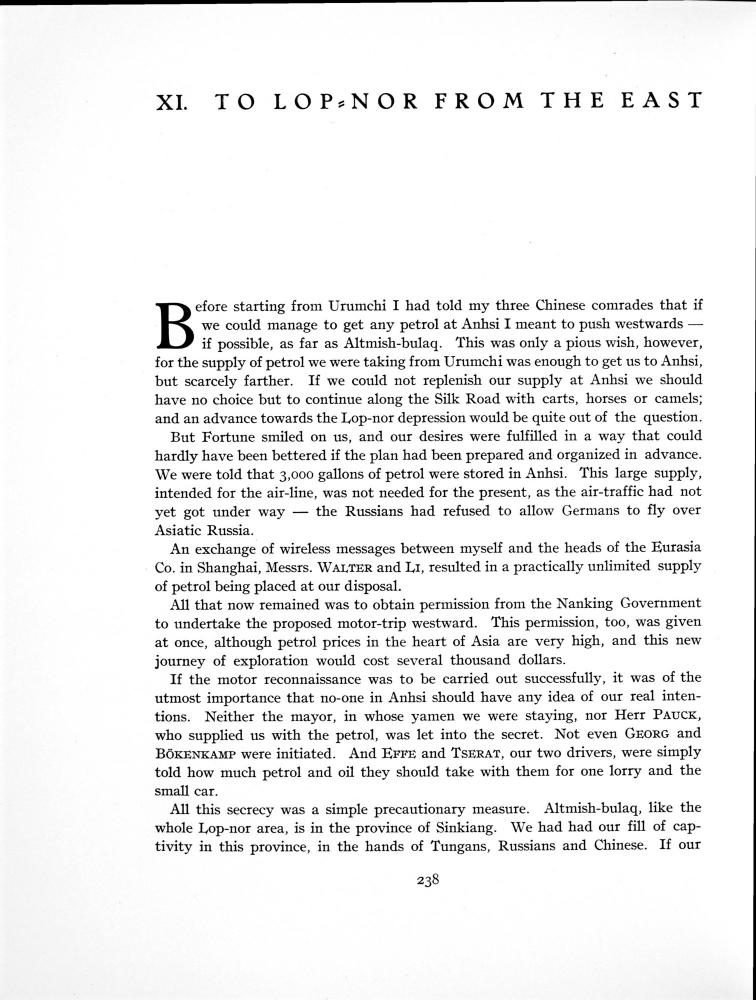 XI. TO LOP-NOR FROM THE EAST
Before starting from Urumchi I had told my three Chinese comrades that if
we could manage to get any petrol at Anhsi I meant to push westwards —
if possible, as far as Altmish-bulaq. This was only a pious wish, however,
for the supply of petrol we were taking from Urumchi was enough to get us to Anhsi,
but scarcely farther. If we could not replenish our supply at Anhsi we should
have no choice but to continue along the Silk Road with carts, horses or camels;
and an advance towards the Lop-nor depression would be quite out of the question.
But Fortune smiled on us, and our desires were fulfilled in a way that could
hardly have been bettered if the plan had been prepared and organized in advance.
We were told that 3,000 gallons of petrol were stored in Anhsi. This large supply,
intended for the air-line, was not needed for the present, as the air-traffic had not
yet got under way — the Russians had refused to allow Germans to fly over
Asiatic Russia.
An exchange of wireless messages between myself and the heads of the Eurasia
Co. in Shanghai, Messrs. WALTER and LI, resulted in a practically unlimited supply
of petrol being placed at our disposal.
All that now remained was to obtain permission from the Nanking Government
to undertake the proposed motor-trip westward. This permission, too, was given
at once, although petrol prices in the heart of Asia are very high, and this new
journey of exploration would cost several thousand dollars.
If the motor reconnaissance was to be carried out successfully, it was of the
utmost importance that no-one in Anhsi should have any idea of our real inten-
tions. Neither the mayor, in whose yamen we were staying, nor Herr PAUCK,
who supplied us with the petrol, was let into the secret. Not even GEORG and
BÖKENKAMP were initiated. And EFFE and TSERAT, our two drivers, were simply
told how much petrol and oil they should take with them for one lorry and the
small car.
All this secrecy was a simple precautionary measure. Altmish-bulaq, like the
whole Lop-nor area, is in the province of Sinkiang. We had had our fill of cap-
tivity in this province, in the hands of Tungans, Russians and Chinese. If our
238